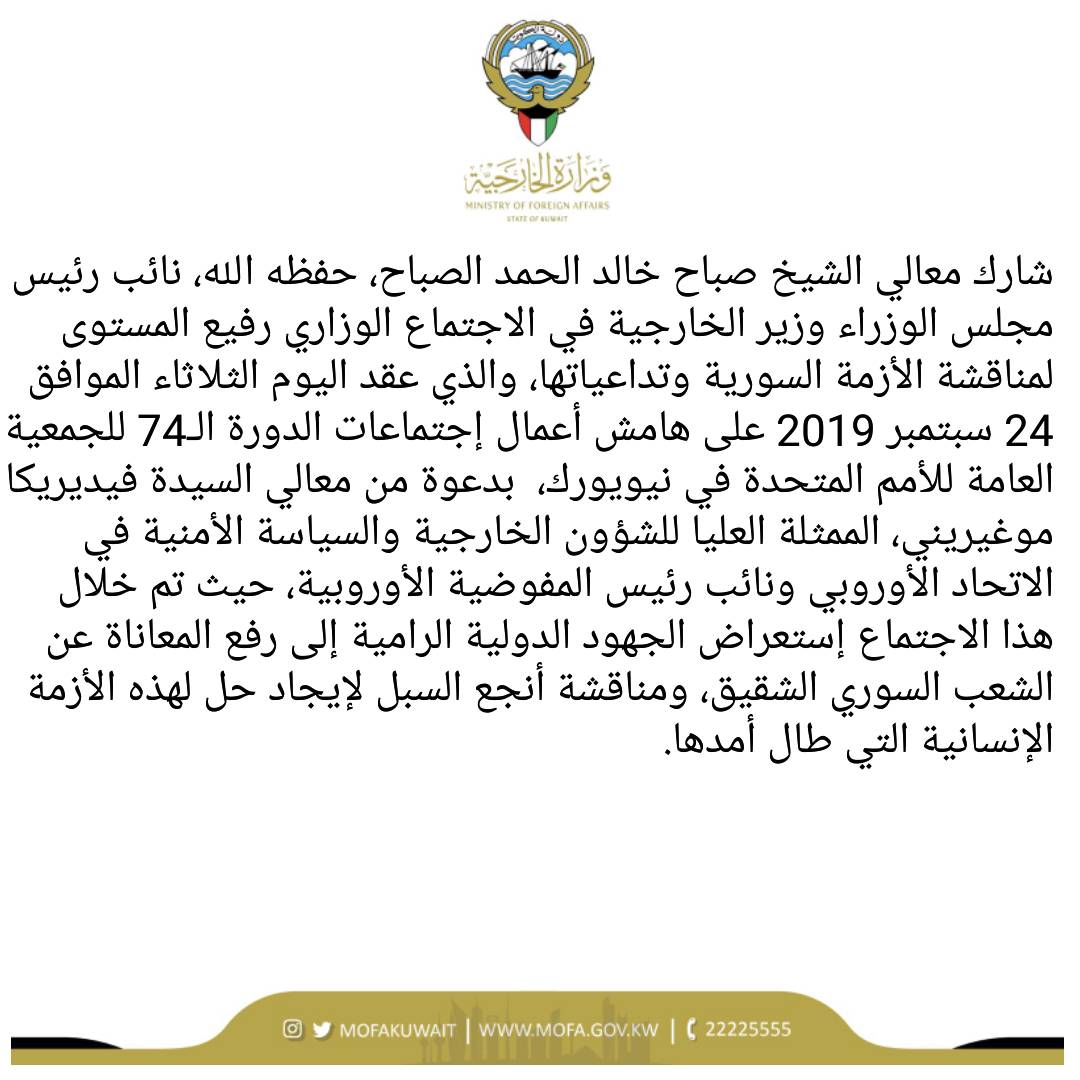 دولة الكويت
وزارة الخارجية
MINISTRY OF FOREIGN AFFAIRS
STATE OF KUWAIT
شارك معالي الشيخ صباح خالد الحمد الصباح، حفظه الله، نائب رئيس
مجلس الوزراء وزير الخارجية في الاجتماع الوزاري رفيع المستوى
لمناقشة الأزمة السورية وتداعياتها، والذي عقد اليوم الثلاثاء الموافق
24 سبتمبر 2019 على هامش أعمال إجتماعات الدورة الـ74 للجمعية
العامة للأمم المتحدة في نيويورك، بدعوة من معالي السيدة فيديريكا
موغيريني، الممثلة العليا للشؤون الخارجية والسياسة الأمنية في
الاتحاد الأوروبي ونائب رئيس المفوضية الأوروبية، حيث تم خلال
هذا الاجتماع إستعراض الجهود الدولية الرامية إلى رفع المعاناة عن
الشعب السوري الشقيق، ومناقشة أنجع السبل لإيجاد حل لهذه الأزمة
الإنسانية التي طال أمدها.
MOFAKUWAIT | WWW.MOFA.GOV.KW | 22225555